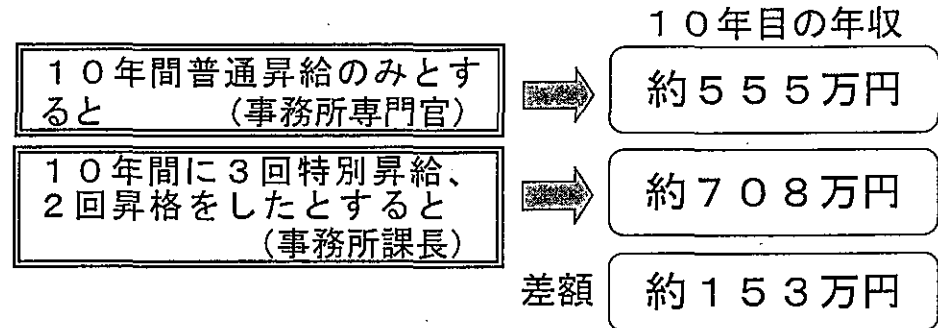 １０年目の年収
１０年間普通昇給のみとす
ると　　　（事務所専門官）
約５５５万円
１０年間に３回特別昇給、
２回昇格をしたとすると
（事務所課長）
約７０８万円
差額
約１５３万円